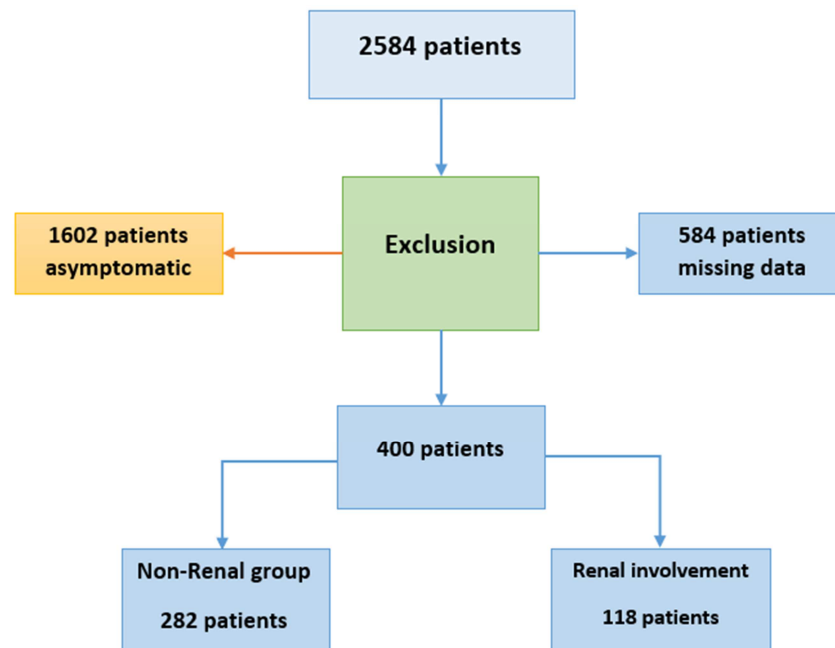 2584 patients
Exclusion
1602 patients
asymptomatic
584 patients
missing data
400 patients
Non-Renal group
282 patients
Renal involvement
118 patients